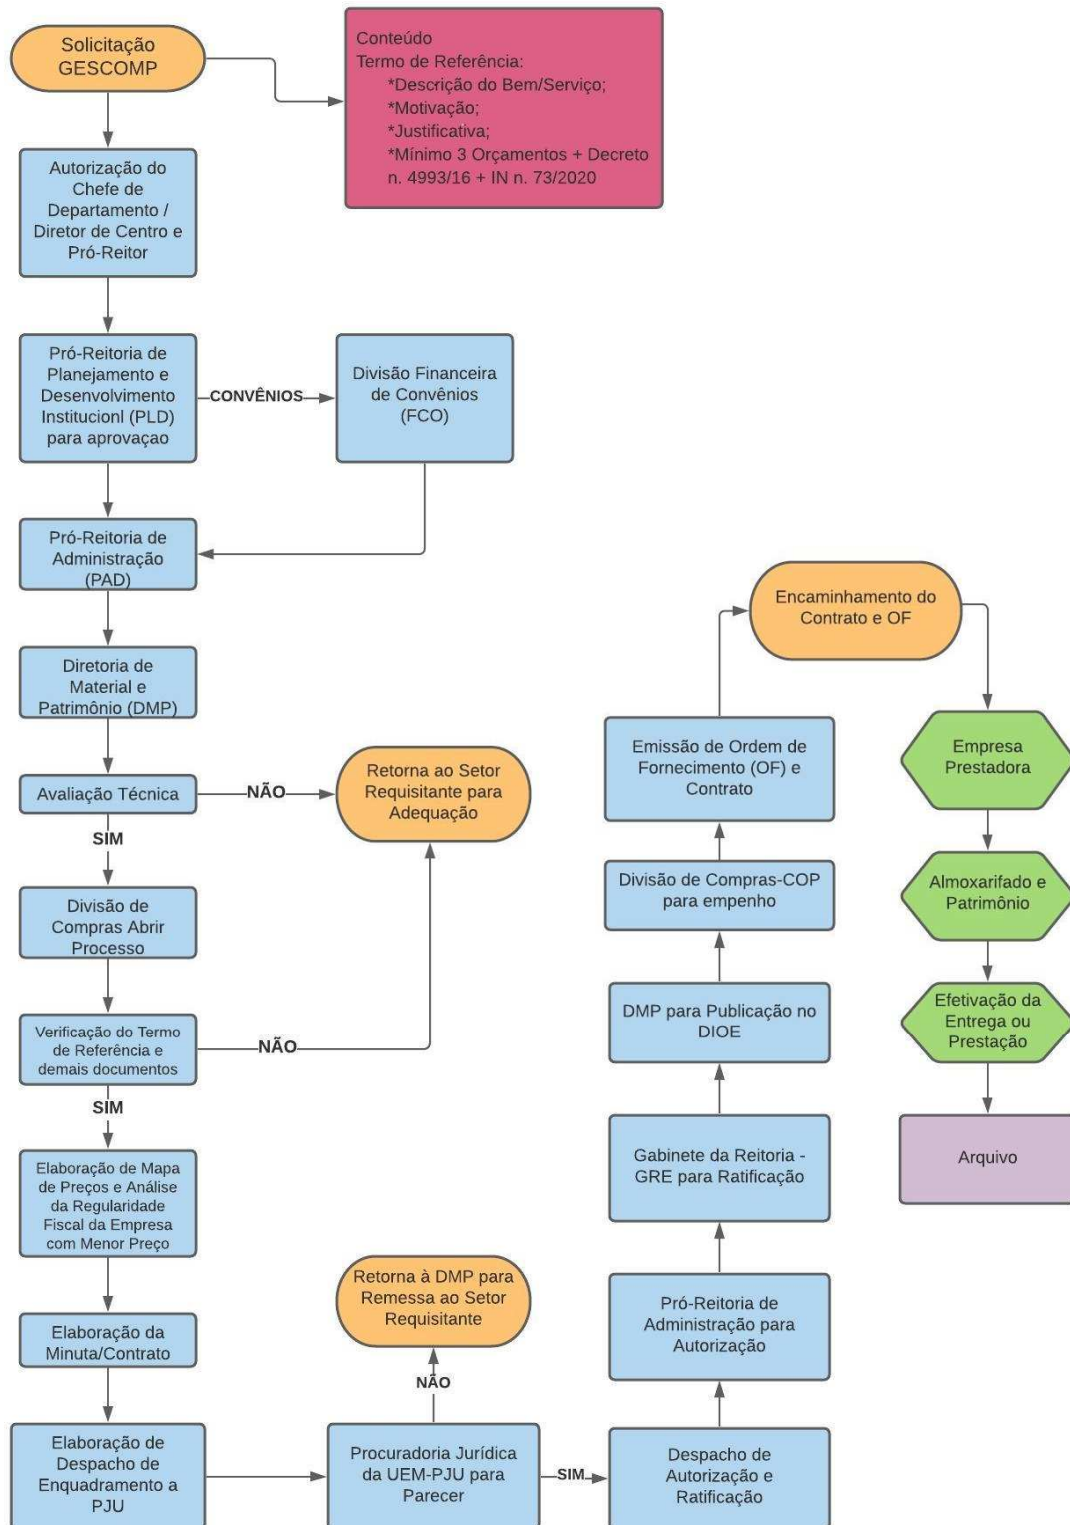 Solicitação
GESCOMP
Conteúdo
Termo de Referência:
*Descrição do Bem/Serviço;
*Motivação;
*Justificativa;
*Mínimo 3 Orçamentos + Decreto
n. 4993/16 + IN n. 73/2020
Autorização do
Chefe de
Departamento /
Diretor de Centro e
Pró-Reitor
Pró-Reitoria de
Planejamento e
Desenvolvimento
Institucionl (PLD)
para aprovaçao
CONVÊNIOS
Divisão Financeira
de Convênios
(FCO)
Pró-Reitoria de
Administração
(PAD)
Diretoria de
Material e
Patrimônio (DMP)
Avaliação Técnica
NÃO
Retorna ao Setor
Requisitante para
Adequação
SIM
Divisão de
Compras Abrir
Processo
Verificação do Termo
de Referência e
demais documentos
NÃO
SIM
Elaboração de Mapa
de Preços e Análise
da Regularidade
Fiscal da Empresa
com Menor Preço
Elaboração da
Minuta/Contrato
Elaboração de
Despacho de
Enquadramento a
PJU
Procuradoria Jurídica
da UEM-PJU para
Parecer
NÃO
Retorna à DMP para
Remessa ao Setor
Requisitante
SIM
Despacho de
Autorização e
Ratificação
Pró-Reitoria de
Administração para
Autorização
Gabinete da Reitoria -
GRE para Ratificação
DMP para Publicação no
DIOE
Divisão de Compras-COP
para empenho
Emissão de Ordem de
Fornecimento (OF) e
Contrato
Encaminhamento do
Contrato e OF
Empresa
Prestadora
Almoxarifado e
Patrimônio
Efetivação da
Entrega ou
Prestação
Arquivo